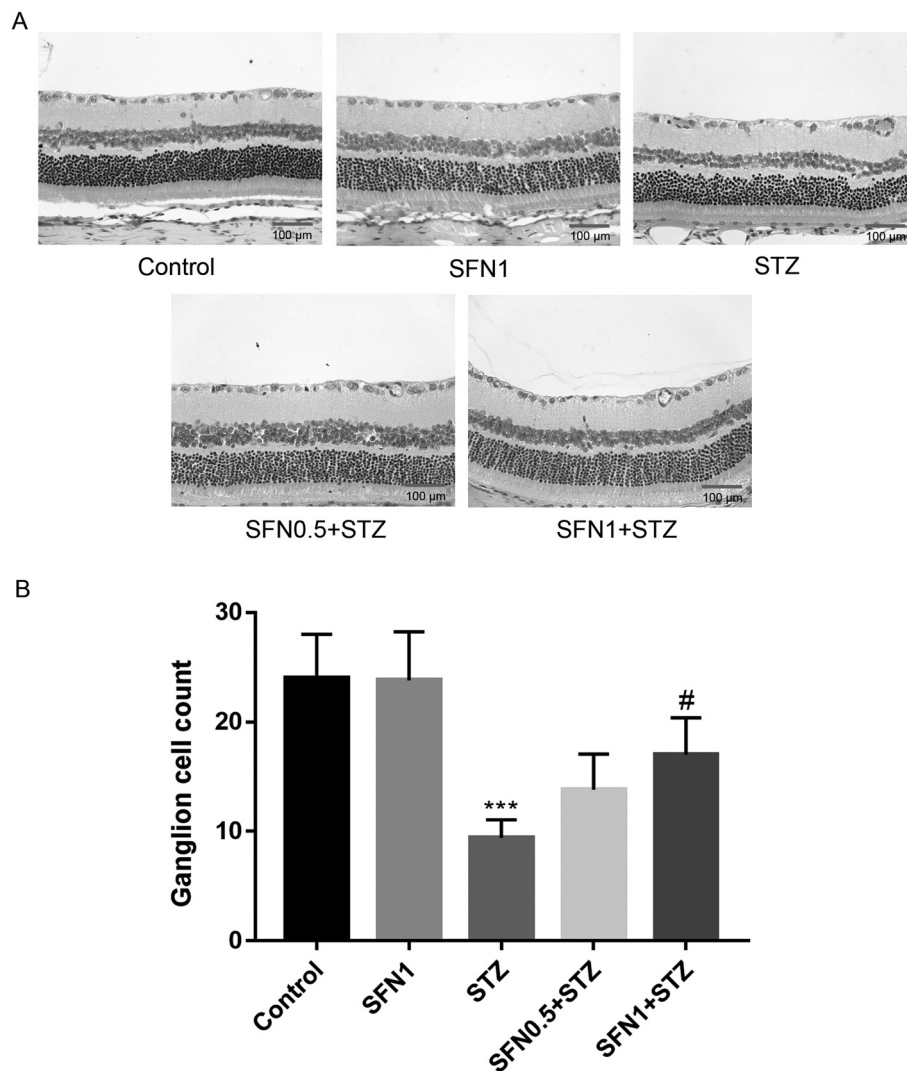 A
100 µm
100 µm
100 µm
Control
SFN1
STZ
100 µm
100 µm
SFN0.5+STZ
SFN1+STZ
B
Ganglion cell count
30
20
10
0
***
#
Control
SFN1
STZ
SFN0.5+STZ
SFN1+STZ